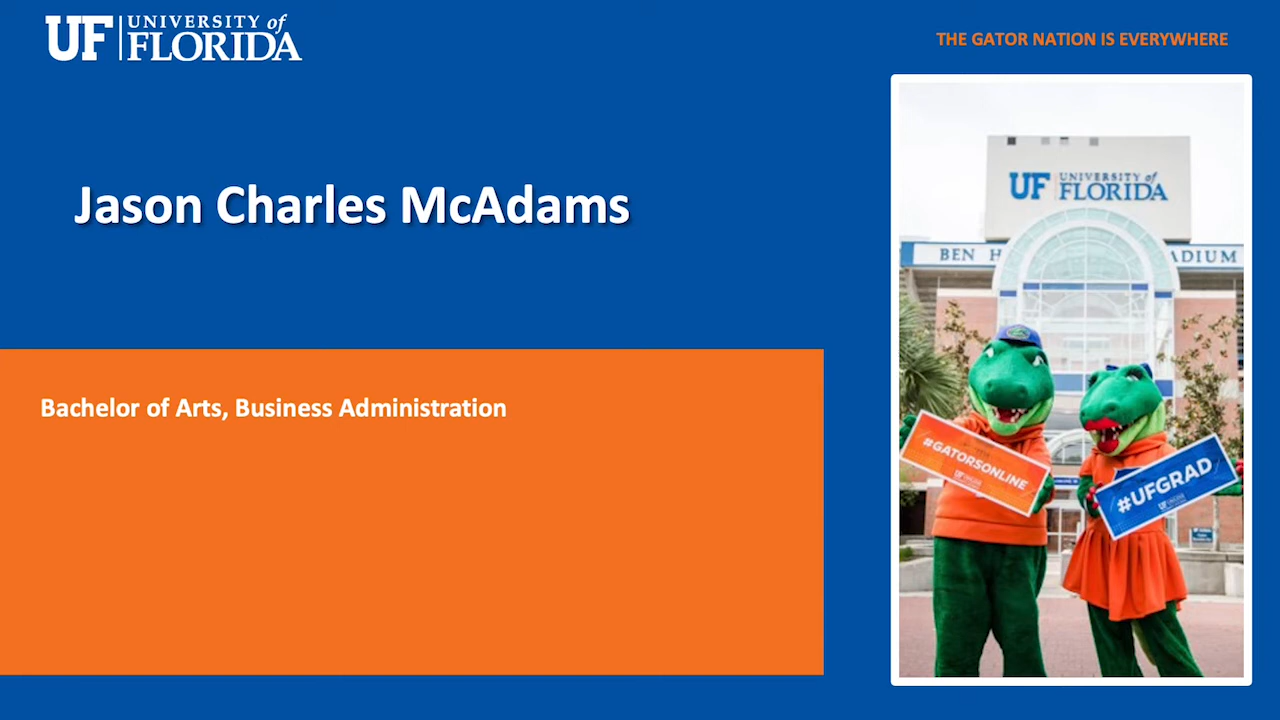 UF UNIVERSITY of
FLORIDA
THE GATOR NATION IS EVERYWHERE
Jason Charles McAdams
Bachelor of Arts, Business Administration
UF UNIVERSITY of
FLORIDA
BEN H
ADIUM
#GATORSONLINE
#UFGRAD
UF